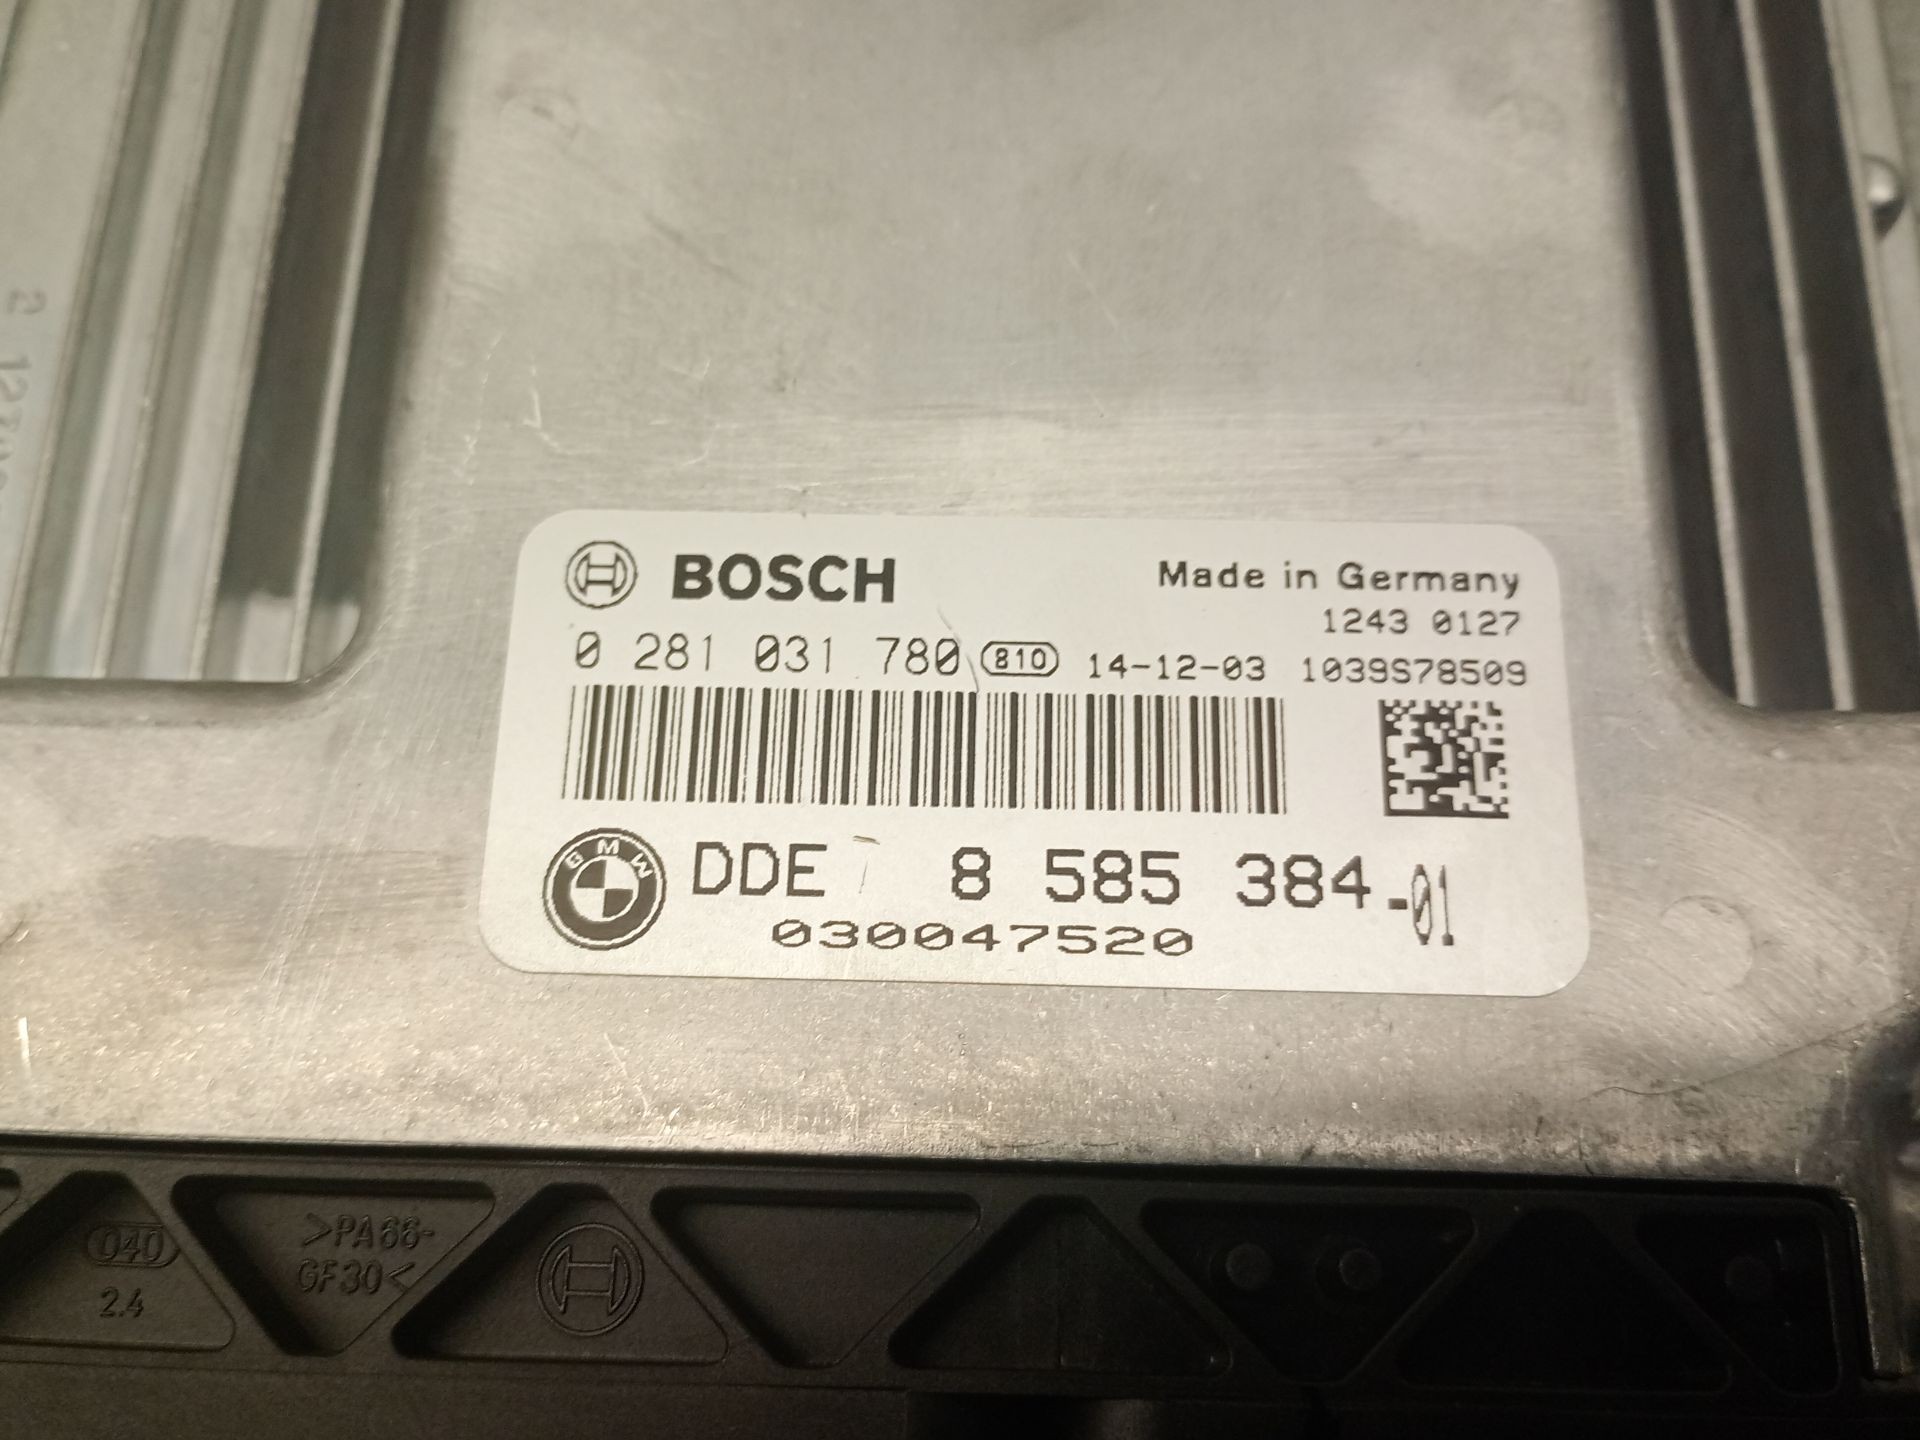 BOSCH
Made in Germany
1243 0127
0 281 031 780 810 14-12-03 1039S78509
BMW DDE 8 585 384-01
030047520
040
2.4
>PA66-
GF30<